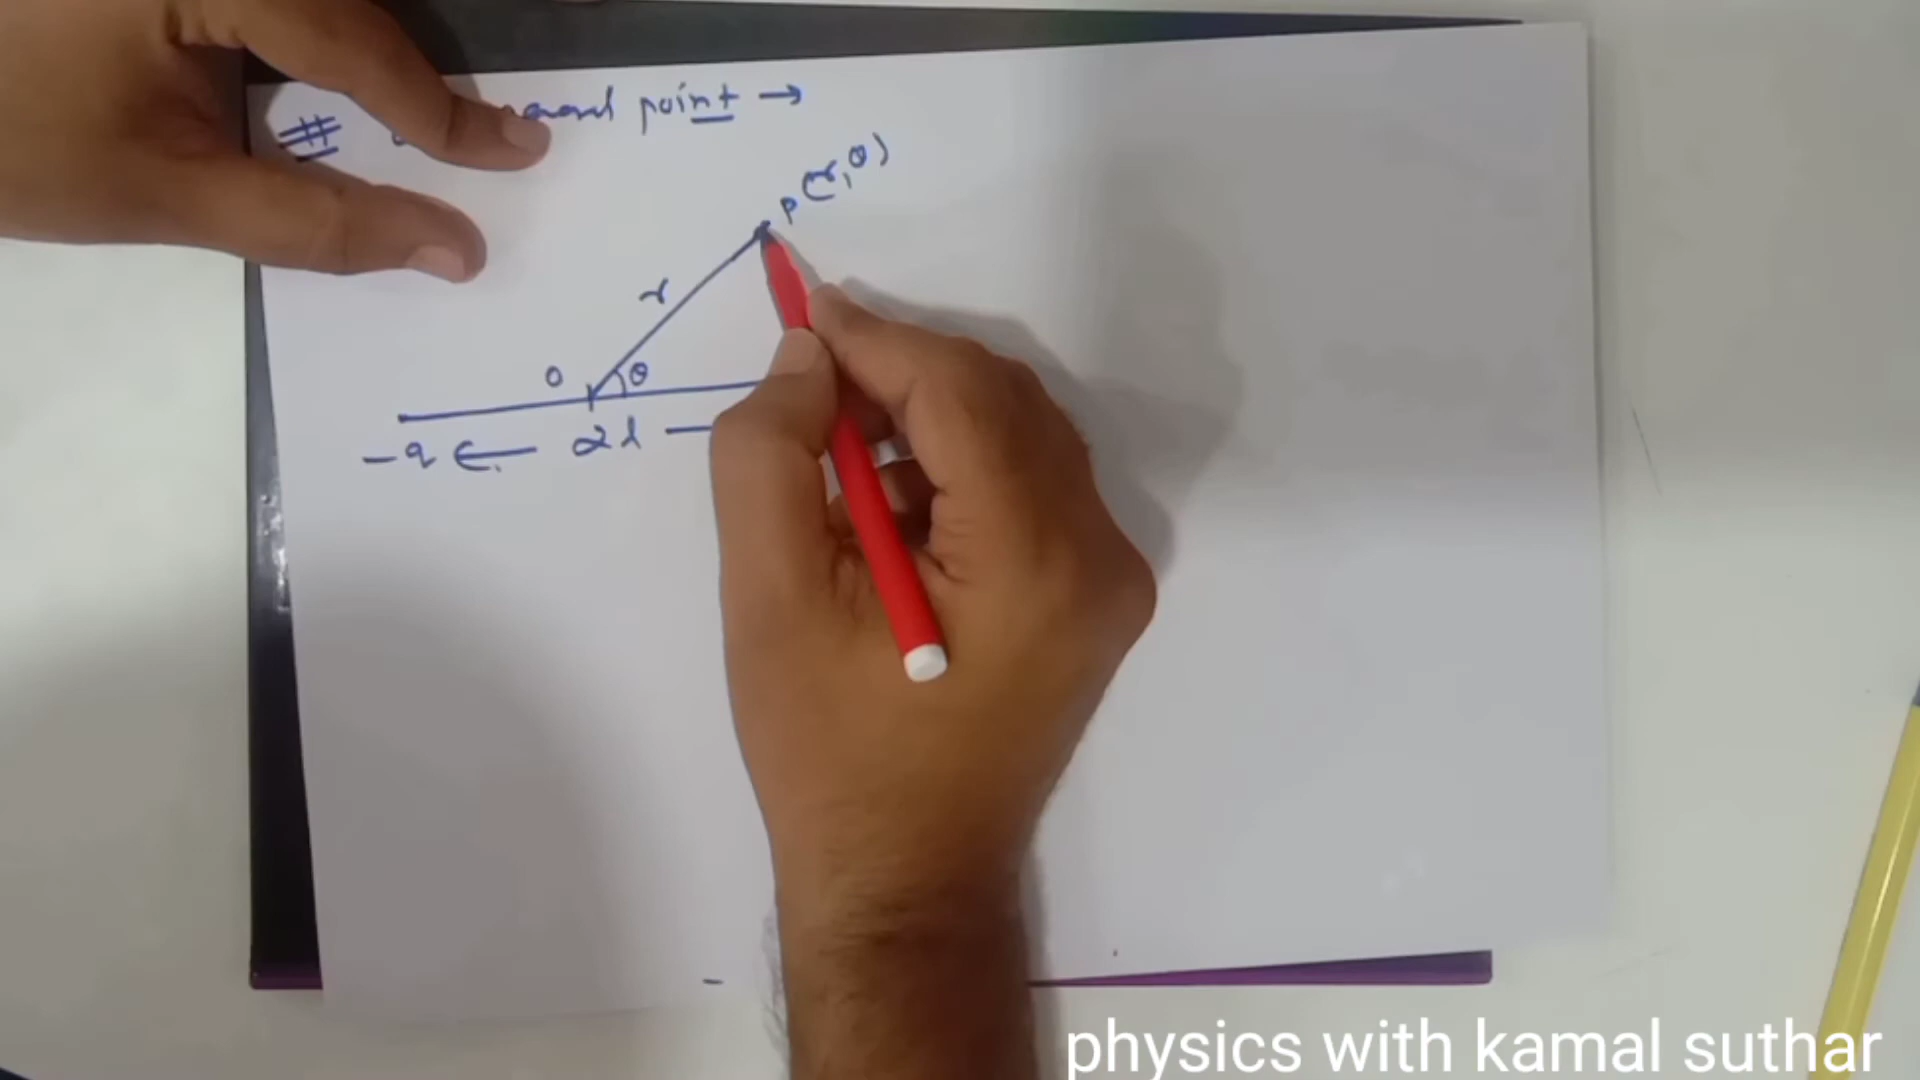 # point →
P (r, θ)
r
O θ
-q ← 2l —
physics with kamal suthar